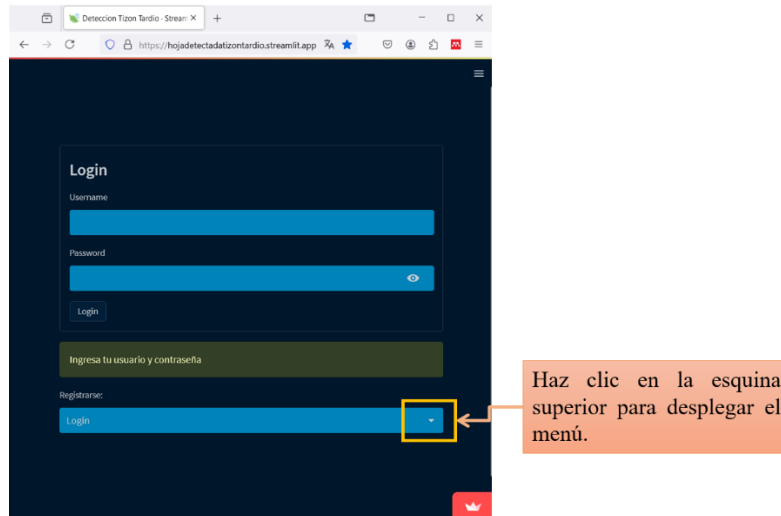 Deteccion Tizon Tardio - Stream
https://hojadetectadatizontardio.streamlit.app
Login
Username
Password
Login
Ingresa tu usuario y contraseña
Registrarse:
Login
Haz clic en la esquina
superior para desplegar el
menú.